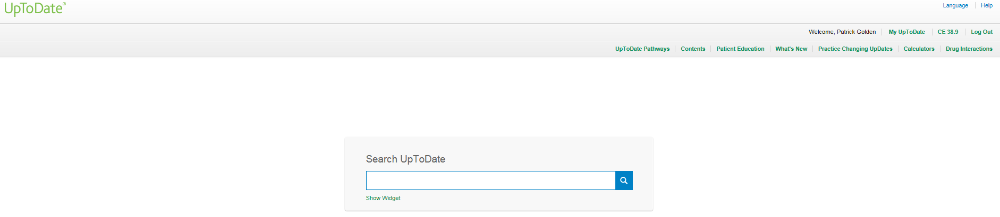 UpToDate®
Language Help
Welcome, Patrick Golden My UpToDate CE 38.9 Log Out
UpToDate Pathways Contents Patient Education What's New Practice Changing UpDates Calculators Drug Interactions
Search UpToDate
Show Widget